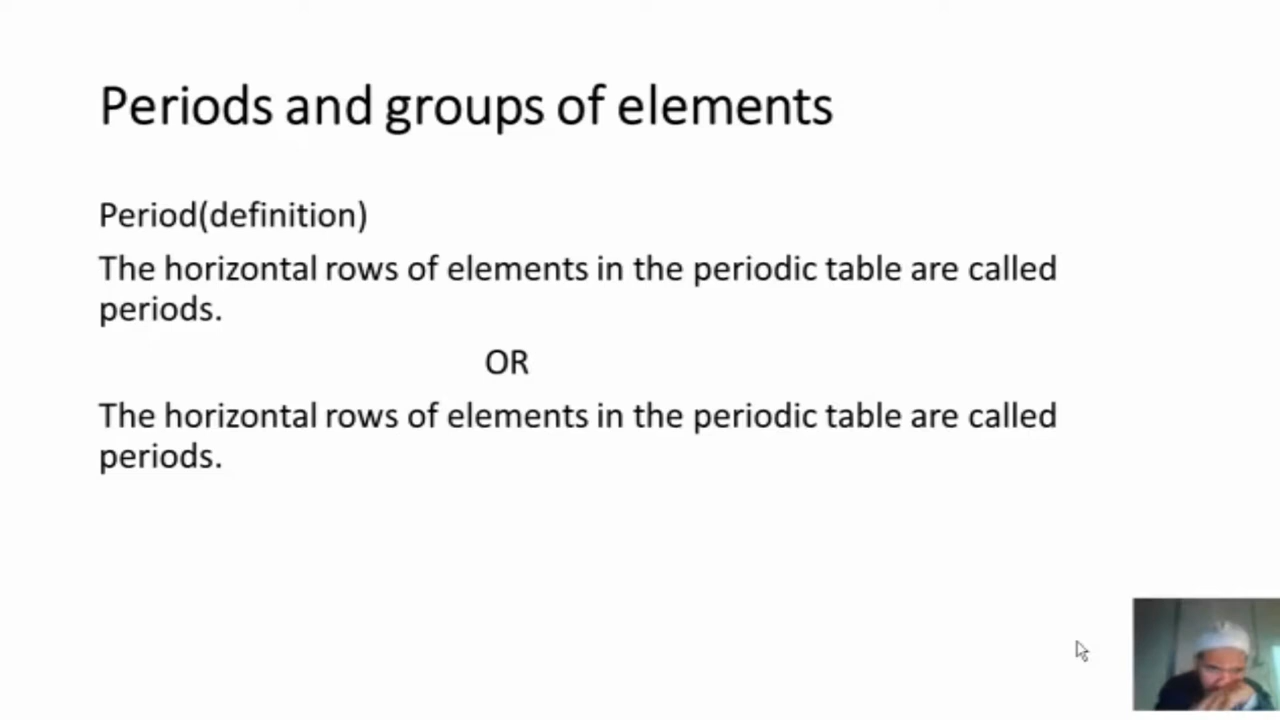 Periods and groups of elements
Period(definition)
The horizontal rows of elements in the periodic table are called
periods.
OR
The horizontal rows of elements in the periodic table are called
periods.